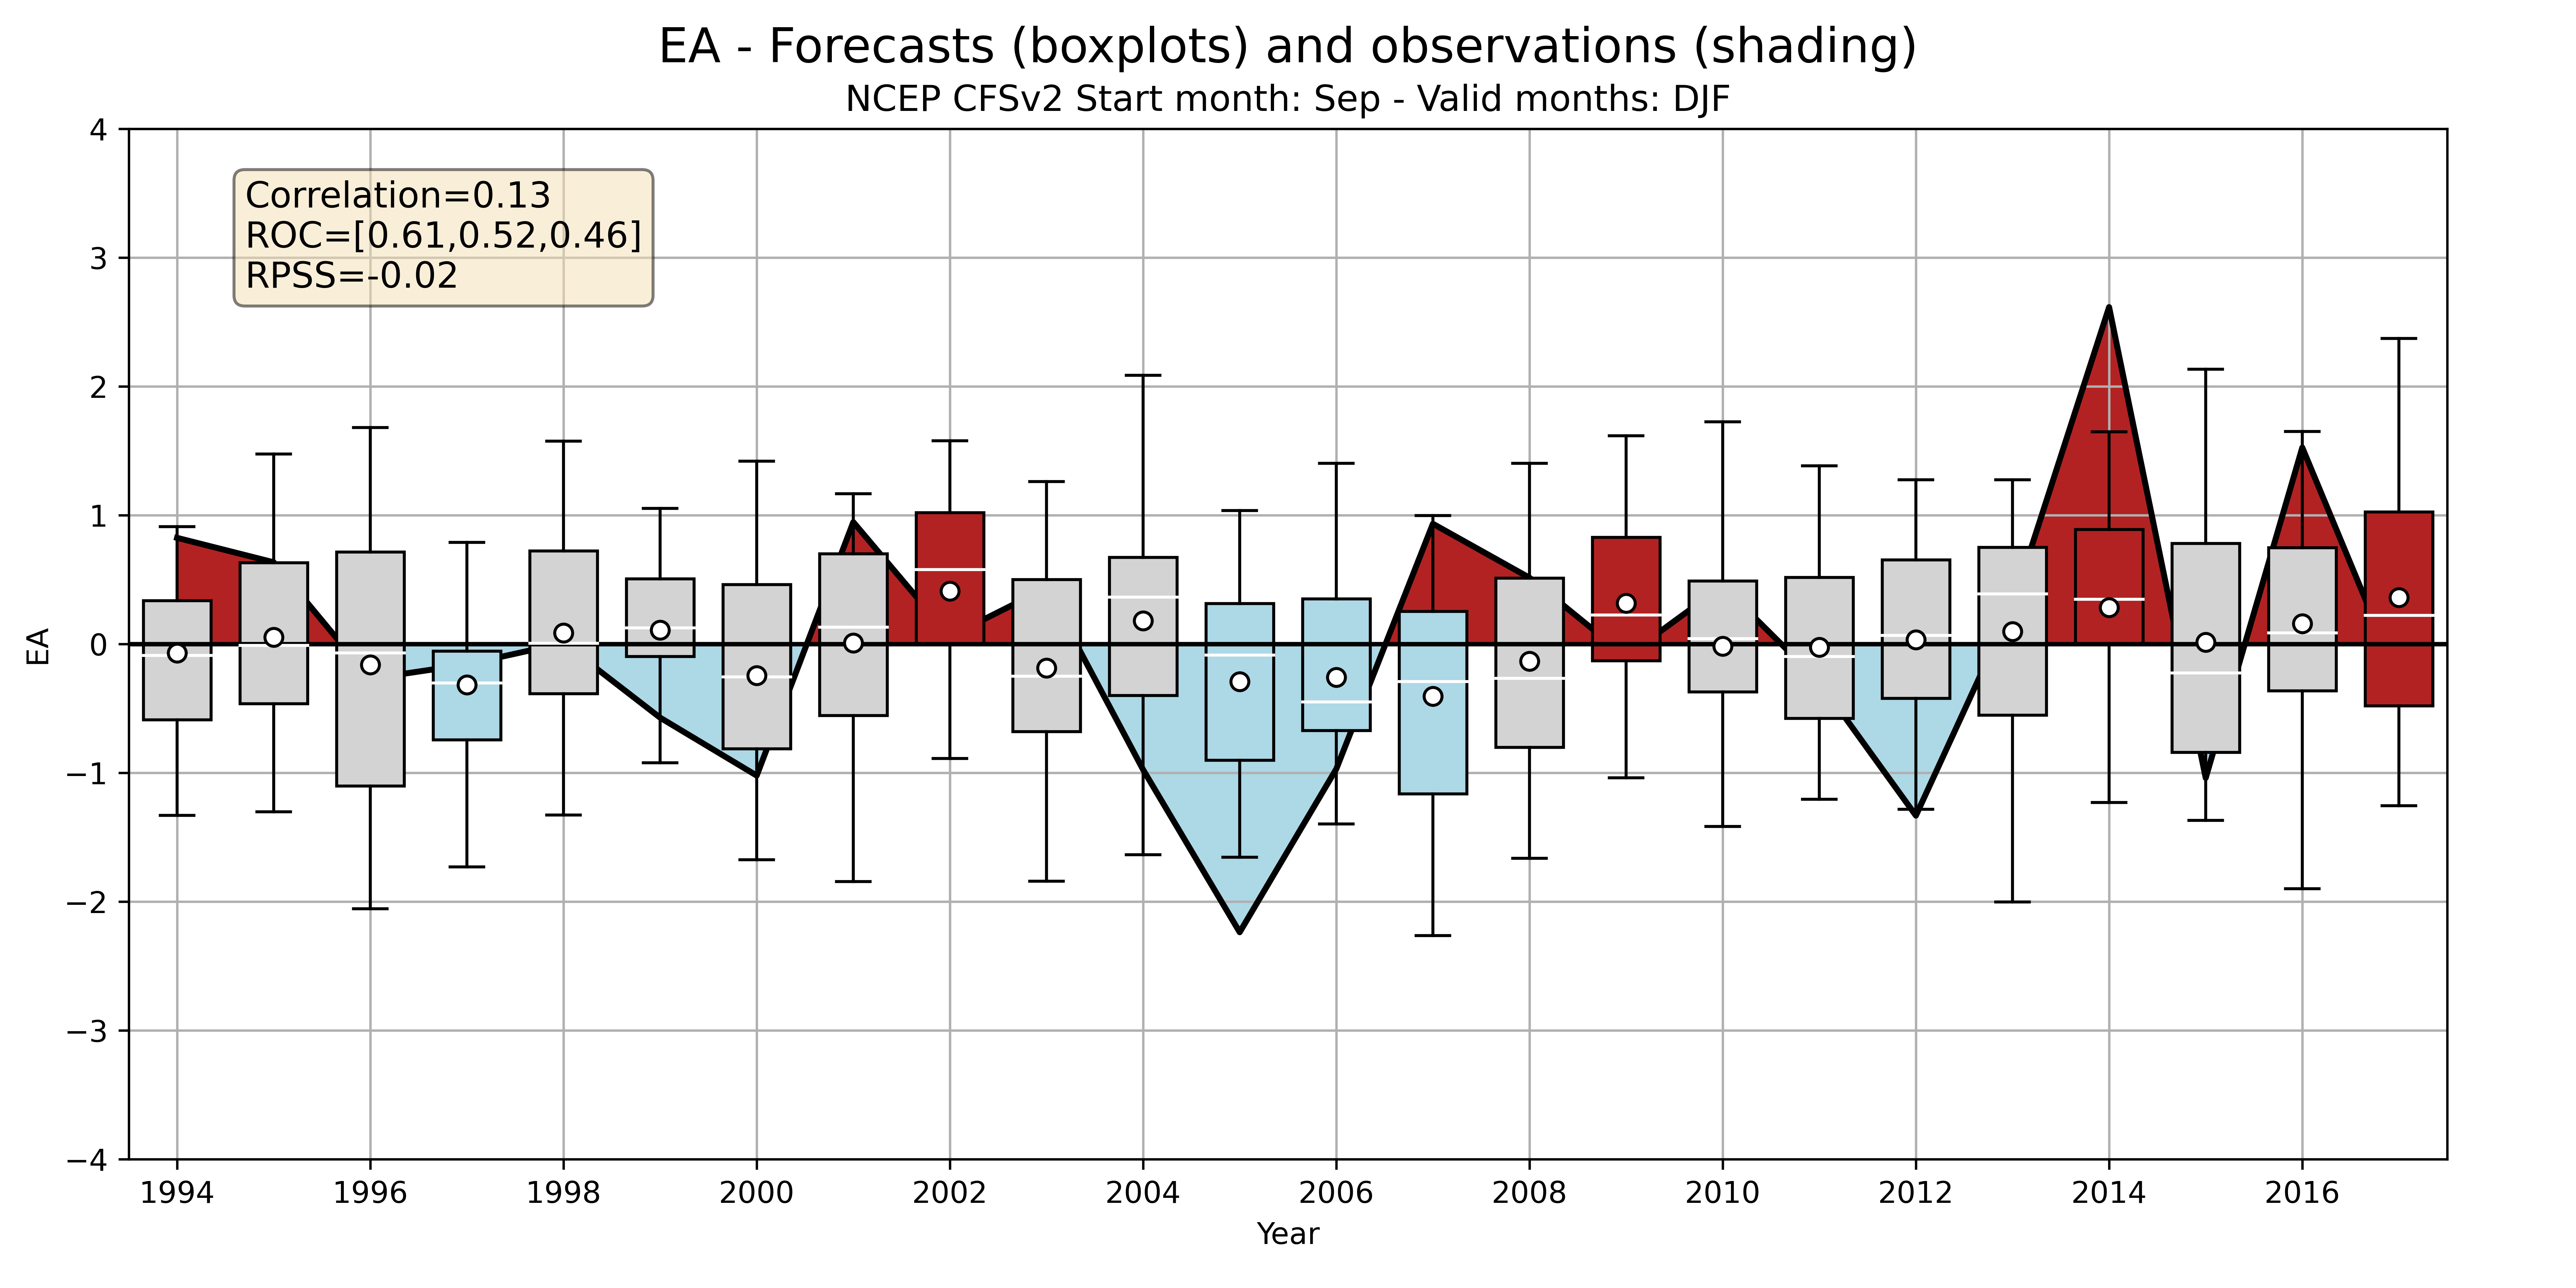 EA - Forecasts (boxplots) and observations (shading)
NCEP CFSv2 Start month: Sep - Valid months: DJF
Correlation=0.13
ROC=[0.61,0.52,0.46]
RPSS=-0.02
EA
4
3
2
1
0
−1
−2
−3
−4
1994 1996 1998 2000 2002 2004 2006 2008 2010 2012 2014 2016
Year